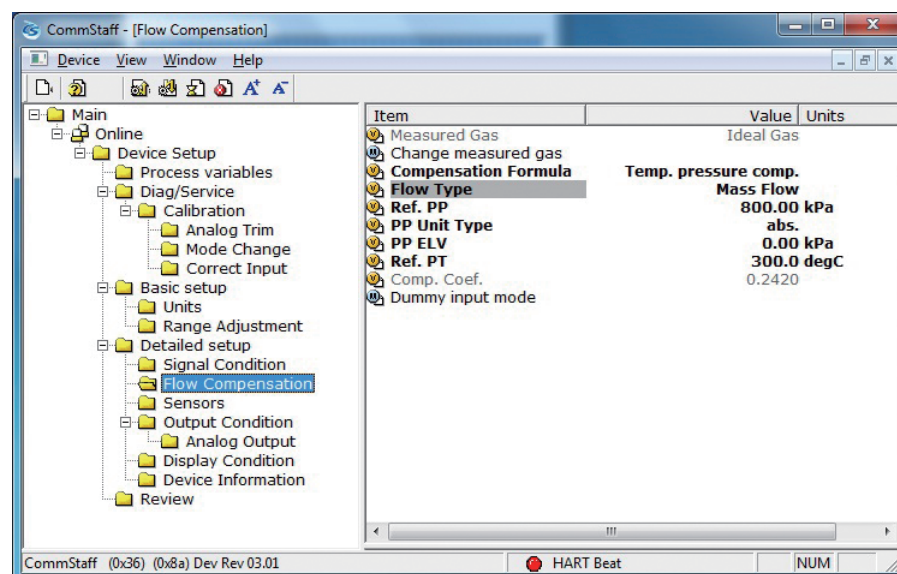 CommStaff - [Flow Compensation]
Device View Window Help
A+ A-
Main
Online
Device Setup
Process variables
Diag/Service
Calibration
Analog Trim
Mode Change
Correct Input
Basic setup
Units
Range Adjustment
Detailed setup
Signal Condition
Flow Compensation
Sensors
Output Condition
Analog Output
Display Condition
Device Information
Review
Item Value Units
Measured Gas Ideal Gas
Change measured gas
Compensation Formula Temp. pressure comp.
Flow Type Mass Flow
Ref. PP 800.00 kPa
PP Unit Type abs.
PP ELV 0.00 kPa
Ref. PT 300.0 degC
Comp. Coef. 0.2420
Dummy input mode
CommStaff (0x36) (0x8a) Dev Rev 03.01 HART Beat NUM